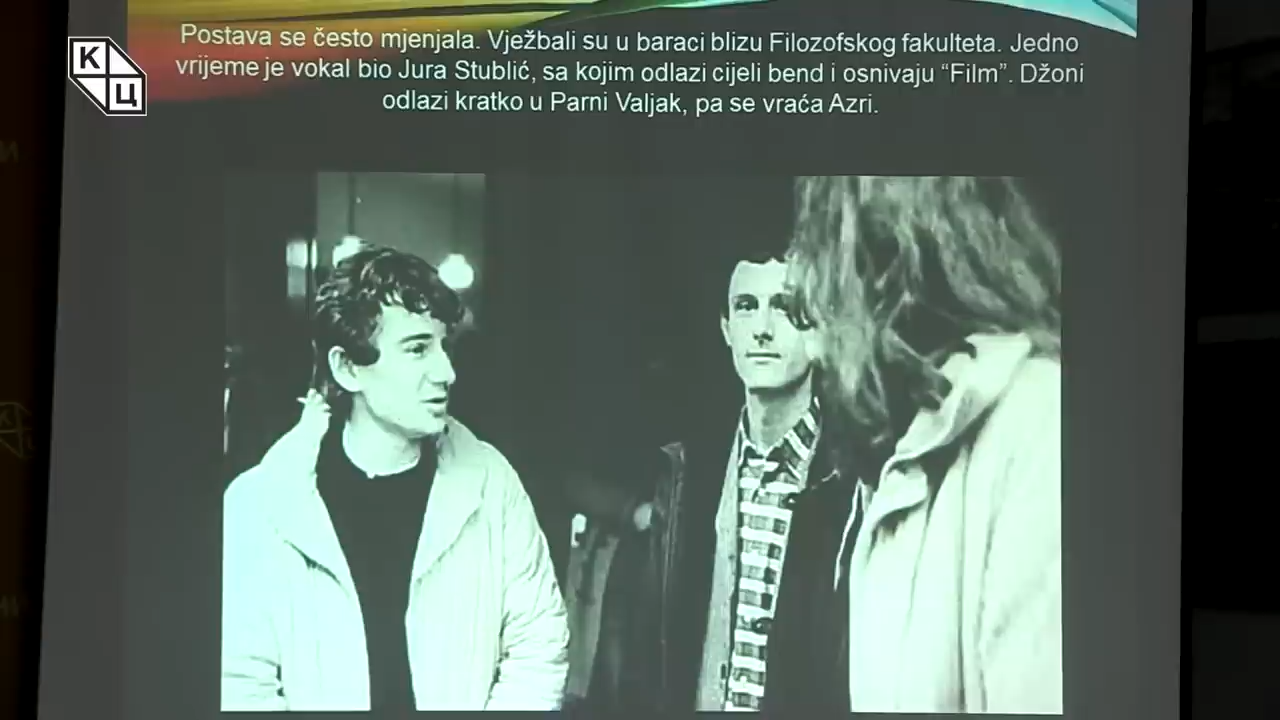 К
Ц
Postava se često mjenjala. Vježbali su u baraci blizu Filozofskog fakulteta. Jedno
vrijeme je vokal bio Jura Stublić, sa kojim odlazi cijeli bend i osnivaju “Film”. Džoni
odlazi kratko u Parni Valjak, pa se vraća Azri.